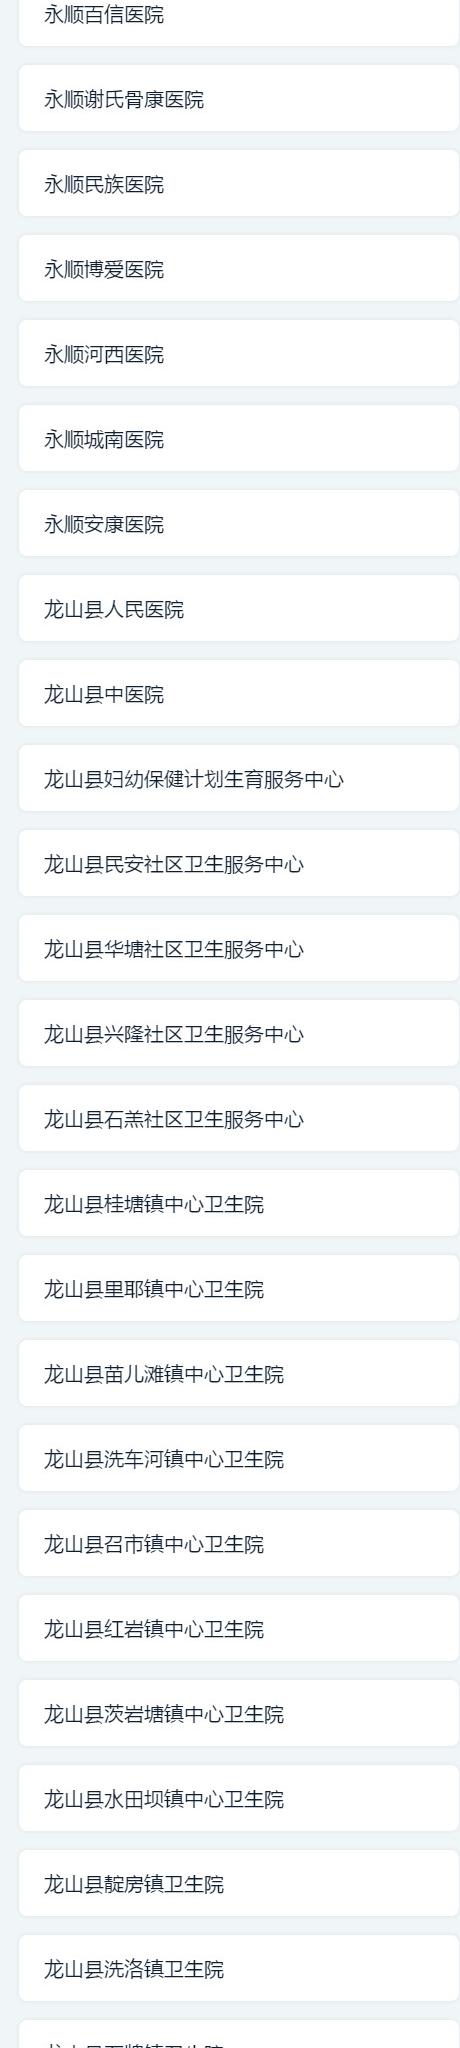 永顺百信医院
永顺谢氏骨康医院
永顺民族医院
永顺博爱医院
永顺河西医院
永顺城南医院
永顺安康医院
龙山县人民医院
龙山县中医院
龙山县妇幼保健计划生育服务中心
龙山县民安社区卫生服务中心
龙山县华塘社区卫生服务中心
龙山县兴隆社区卫生服务中心
龙山县石羔社区卫生服务中心
龙山县桂塘镇中心卫生院
龙山县里耶镇中心卫生院
龙山县苗儿滩镇中心卫生院
龙山县洗车河镇中心卫生院
龙山县召市镇中心卫生院
龙山县红岩镇中心卫生院
龙山县茨岩塘镇中心卫生院
龙山县水田坝镇中心卫生院
龙山县靛房镇卫生院
龙山县洗洛镇卫生院